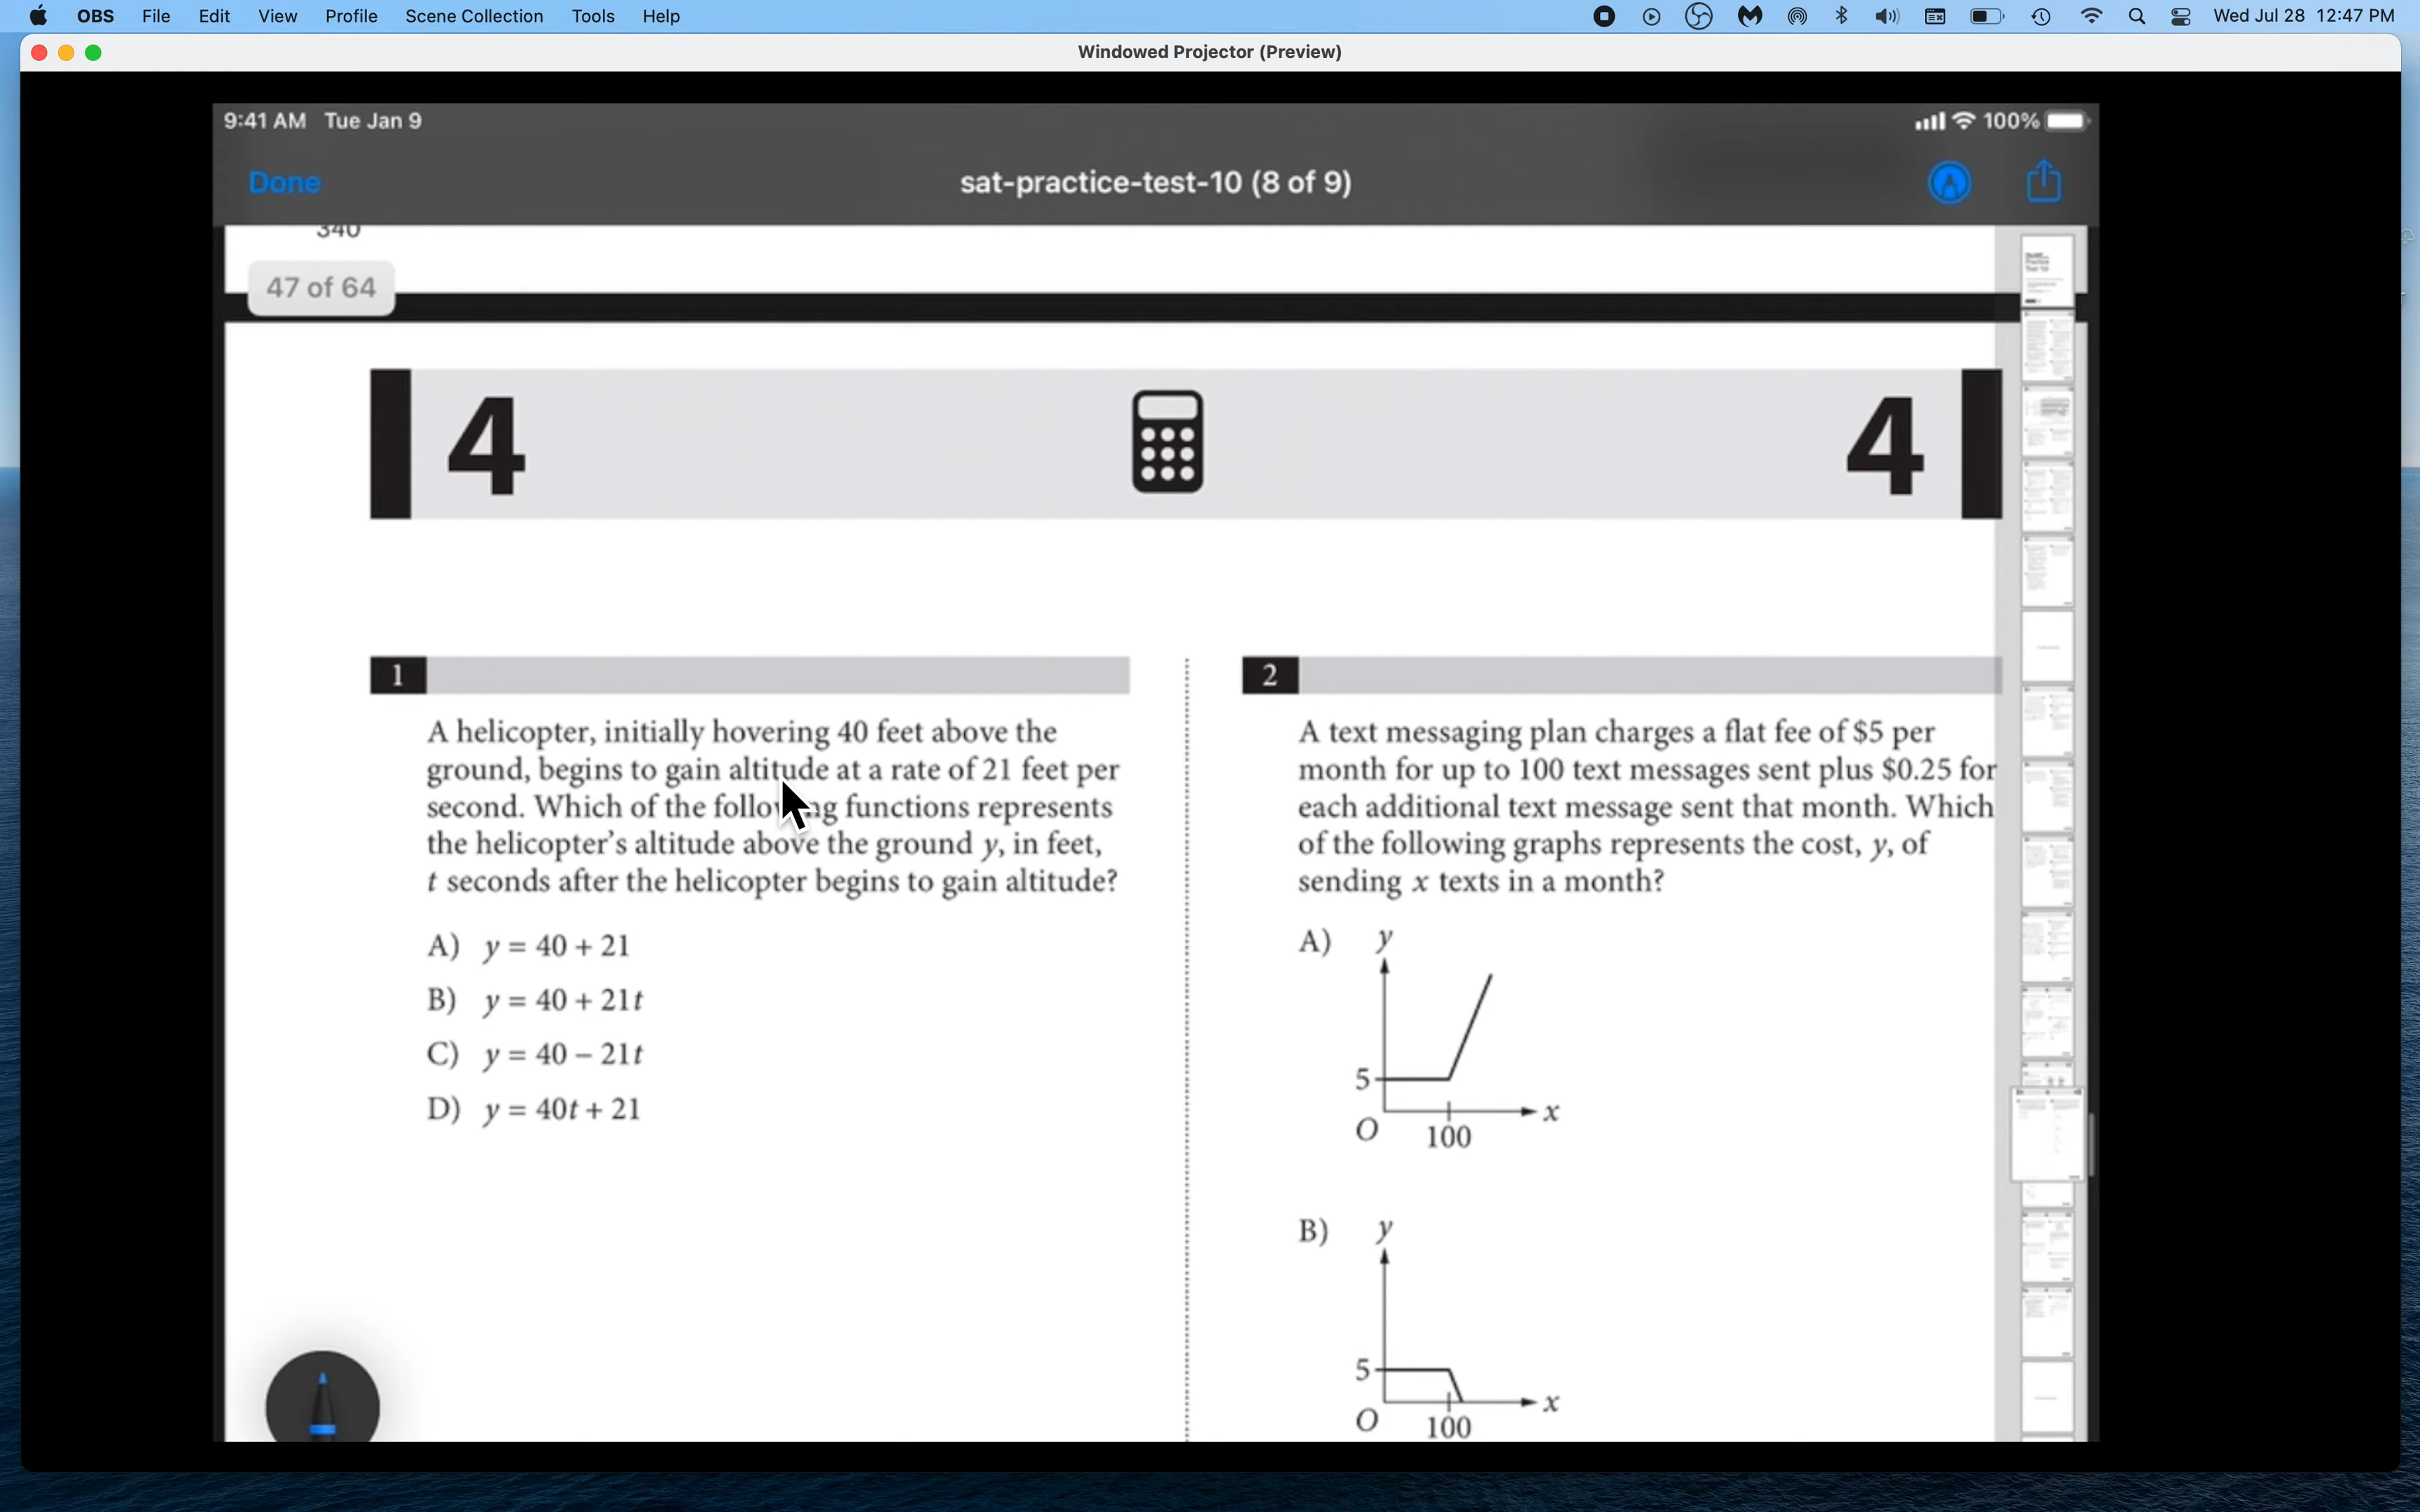 OBS File Edit View Profile Scene Collection Tools Help Wed Jul 28 12:47 PM
Windowed Projector (Preview)
9:41 AM Tue Jan 9 100%
Done sat-practice-test-10 (8 of 9)
340
47 of 64
4 4
1
A helicopter, initially hovering 40 feet above the
ground, begins to gain altitude at a rate of 21 feet per
second. Which of the following functions represents
the helicopter's altitude above the ground y, in feet,
t seconds after the helicopter begins to gain altitude?
A) y = 40 + 21
B) y = 40 + 21t
C) y = 40 – 21t
D) y = 40t + 21
2
A text messaging plan charges a flat fee of $5 per
month for up to 100 text messages sent plus $0.25 for
each additional text message sent that month. Which
of the following graphs represents the cost, y, of
sending x texts in a month?
A) y
5
x
O 100
B) y
5
x
O 100